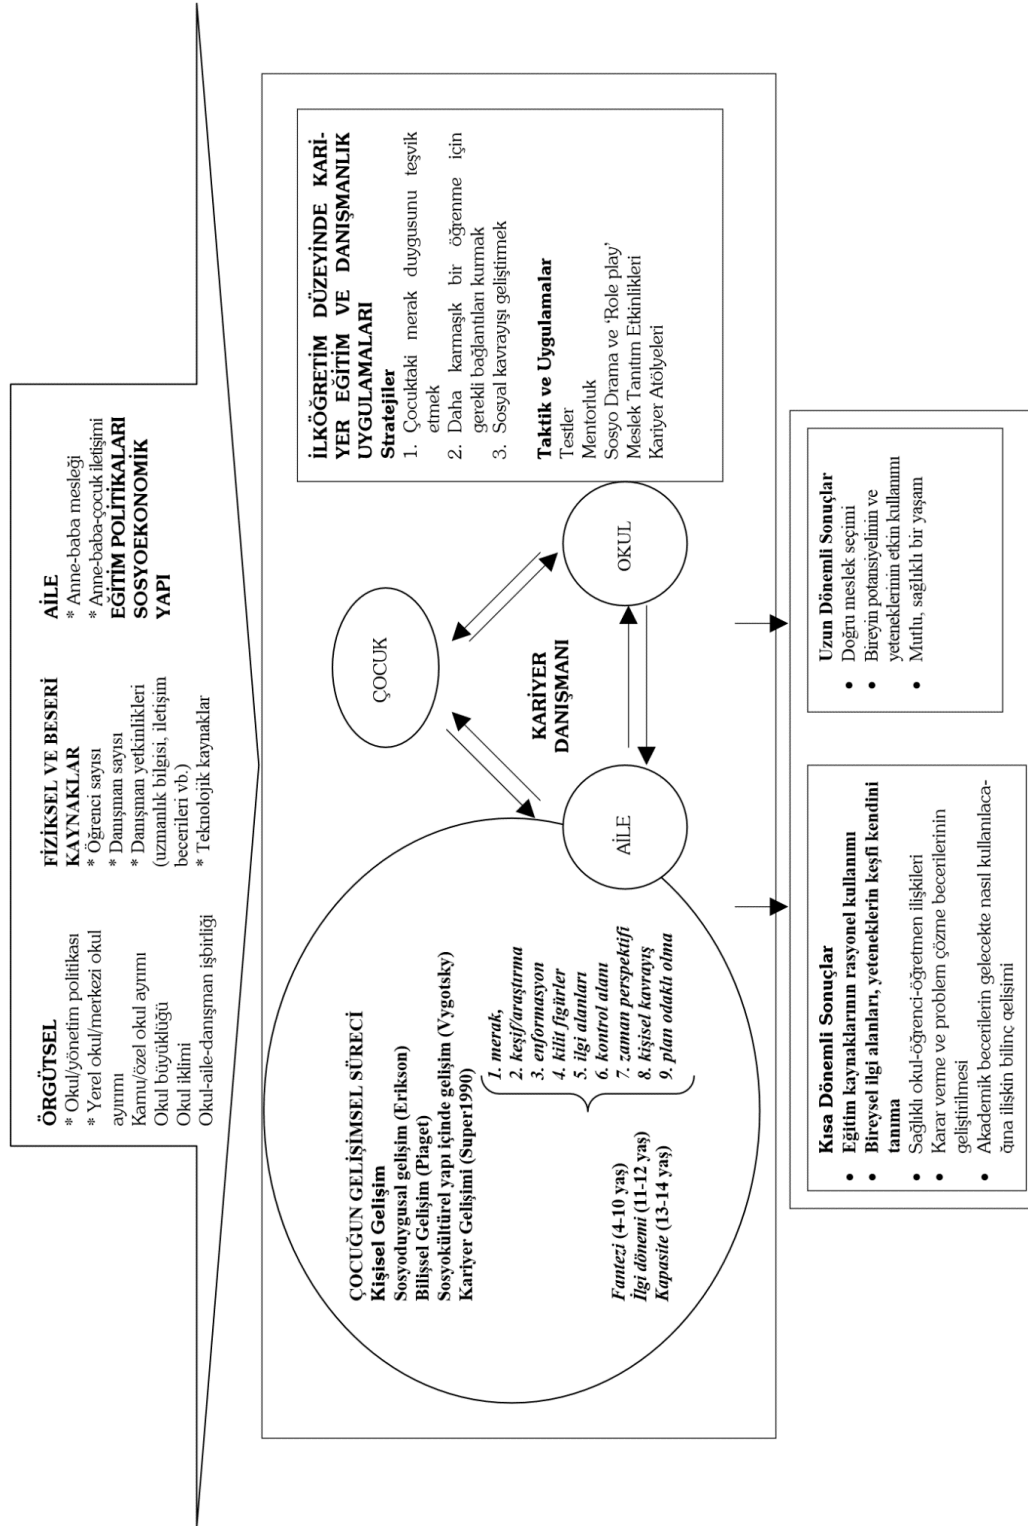 ÖRGÜTSEL
* Okul/yönetim politikası
* Yerel okul/merkezi okul
ayırımı
Kamu/özel okul ayırımı
Okul büyüklüğü
Okul iklimi
Okul-aile-danışman işbirliği
FİZİKSEL VE BESERİ
KAYNAKLAR
* Öğrenci sayısı
* Danışman sayısı
* Danışman yetkinlikleri
(uzmanlık bilgisi, iletişim
becerileri vb.)
* Teknolojik kaynaklar
AİLE
* Anne-baba mesleği
* Anne-baba-çocuk iletişimi
EĞİTİM POLİTİKALARI
SOSYOEKONOMİK
YAPI
ÇOCUĞUN GELİŞİMSEL SÜRECİ
Kişisel Gelişim
Sosyoduygusal gelişim (Erikson)
Bilişsel Gelişim (Piaget)
Sosyokültürel yapı içinde gelişim (Vygotsky)
Kariyer Gelişimi (Super1990)
1. merak,
2. keşif/araştırma
3. enformasyon
4. kilit figürler
5. ilgi alanları
6. kontrol alanı
7. zaman perspektifi
8. kişisel kavrayış
9. plan odaklı olma
Fantezi (4-10 yaş)
İlgi dönemi (11-12 yaş)
Kapasite (13-14 yaş)
ÇOCUK
KARİYER
DANIŞMANI
AİLE
OKUL
İLKÖĞRETİM DÜZEYİNDE KARİ-
YER EĞİTİM VE DANIŞMANLIK
UYGULAMALARI
Stratejiler
1. Çocuktaki merak duygusunu teşvik
etmek
2. Daha karmaşık bir öğrenme için
gerekli bağlantıları kurmak
3. Sosyal kavrayışı geliştirmek
Taktik ve Uygulamalar
Testler
Mentorluk
Sosyo Drama ve ‘Role play’
Meslek Tanıtım Etkinlikleri
Kariyer Atölyeleri
Kısa Dönemli Sonuçlar
• Eğitim kaynaklarının rasyonel kullanımı
• Bireysel ilgi alanları, yeteneklerin keşfi kendini
tanıma
• Sağlıklı okul-öğrenci-öğretmen ilişkileri
• Karar verme ve problem çözme becerilerinin
geliştirilmesi
• Akademik becerilerin gelecekte nasıl kullanılaca-
ğına ilişkin bilinç gelişimi
Uzun Dönemli Sonuçlar
• Doğru meslek seçimi
• Bireyin potansiyelinin ve
yeteneklerinin etkin kullanımı
• Mutlu, sağlıklı bir yaşam